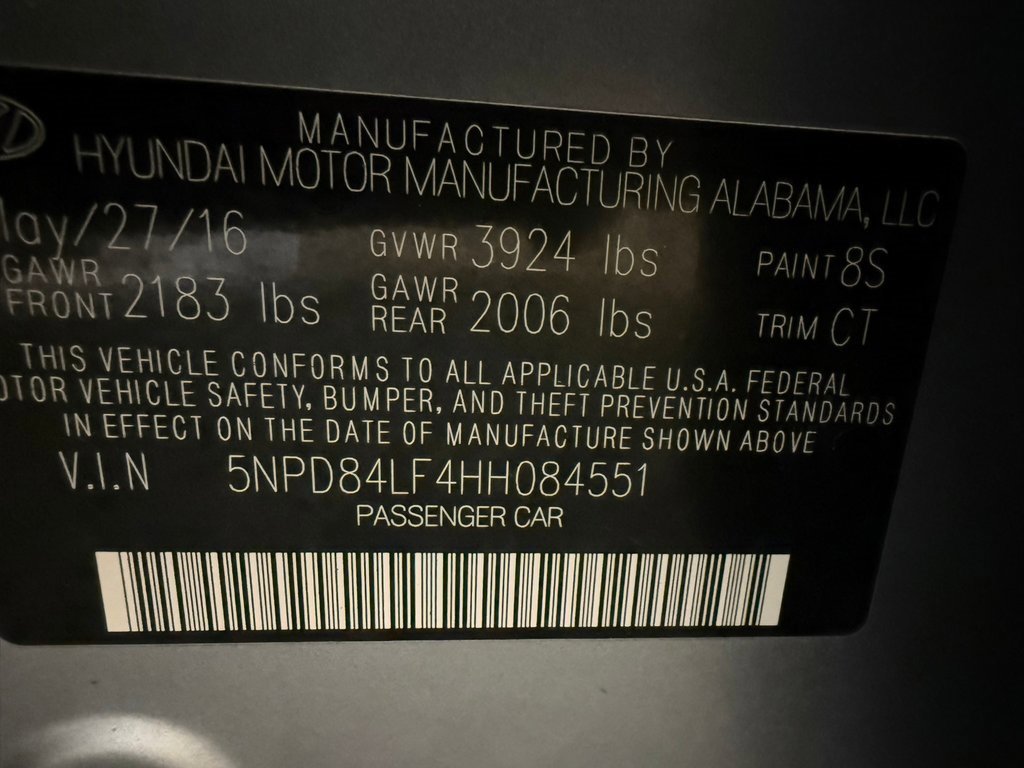 MANUFACTURED BY
HYUNDAI MOTOR MANUFACTURING ALABAMA, LLC
May/27/16 GVWR 3924 lbs PAINT 8S
GAWR FRONT 2183 lbs GAWR REAR 2006 lbs TRIM CT
THIS VEHICLE CONFORMS TO ALL APPLICABLE U.S.A. FEDERAL
MOTOR VEHICLE SAFETY, BUMPER, AND THEFT PREVENTION STANDARDS
IN EFFECT ON THE DATE OF MANUFACTURE SHOWN ABOVE
V.I.N 5NPD84LF4HH084551
PASSENGER CAR